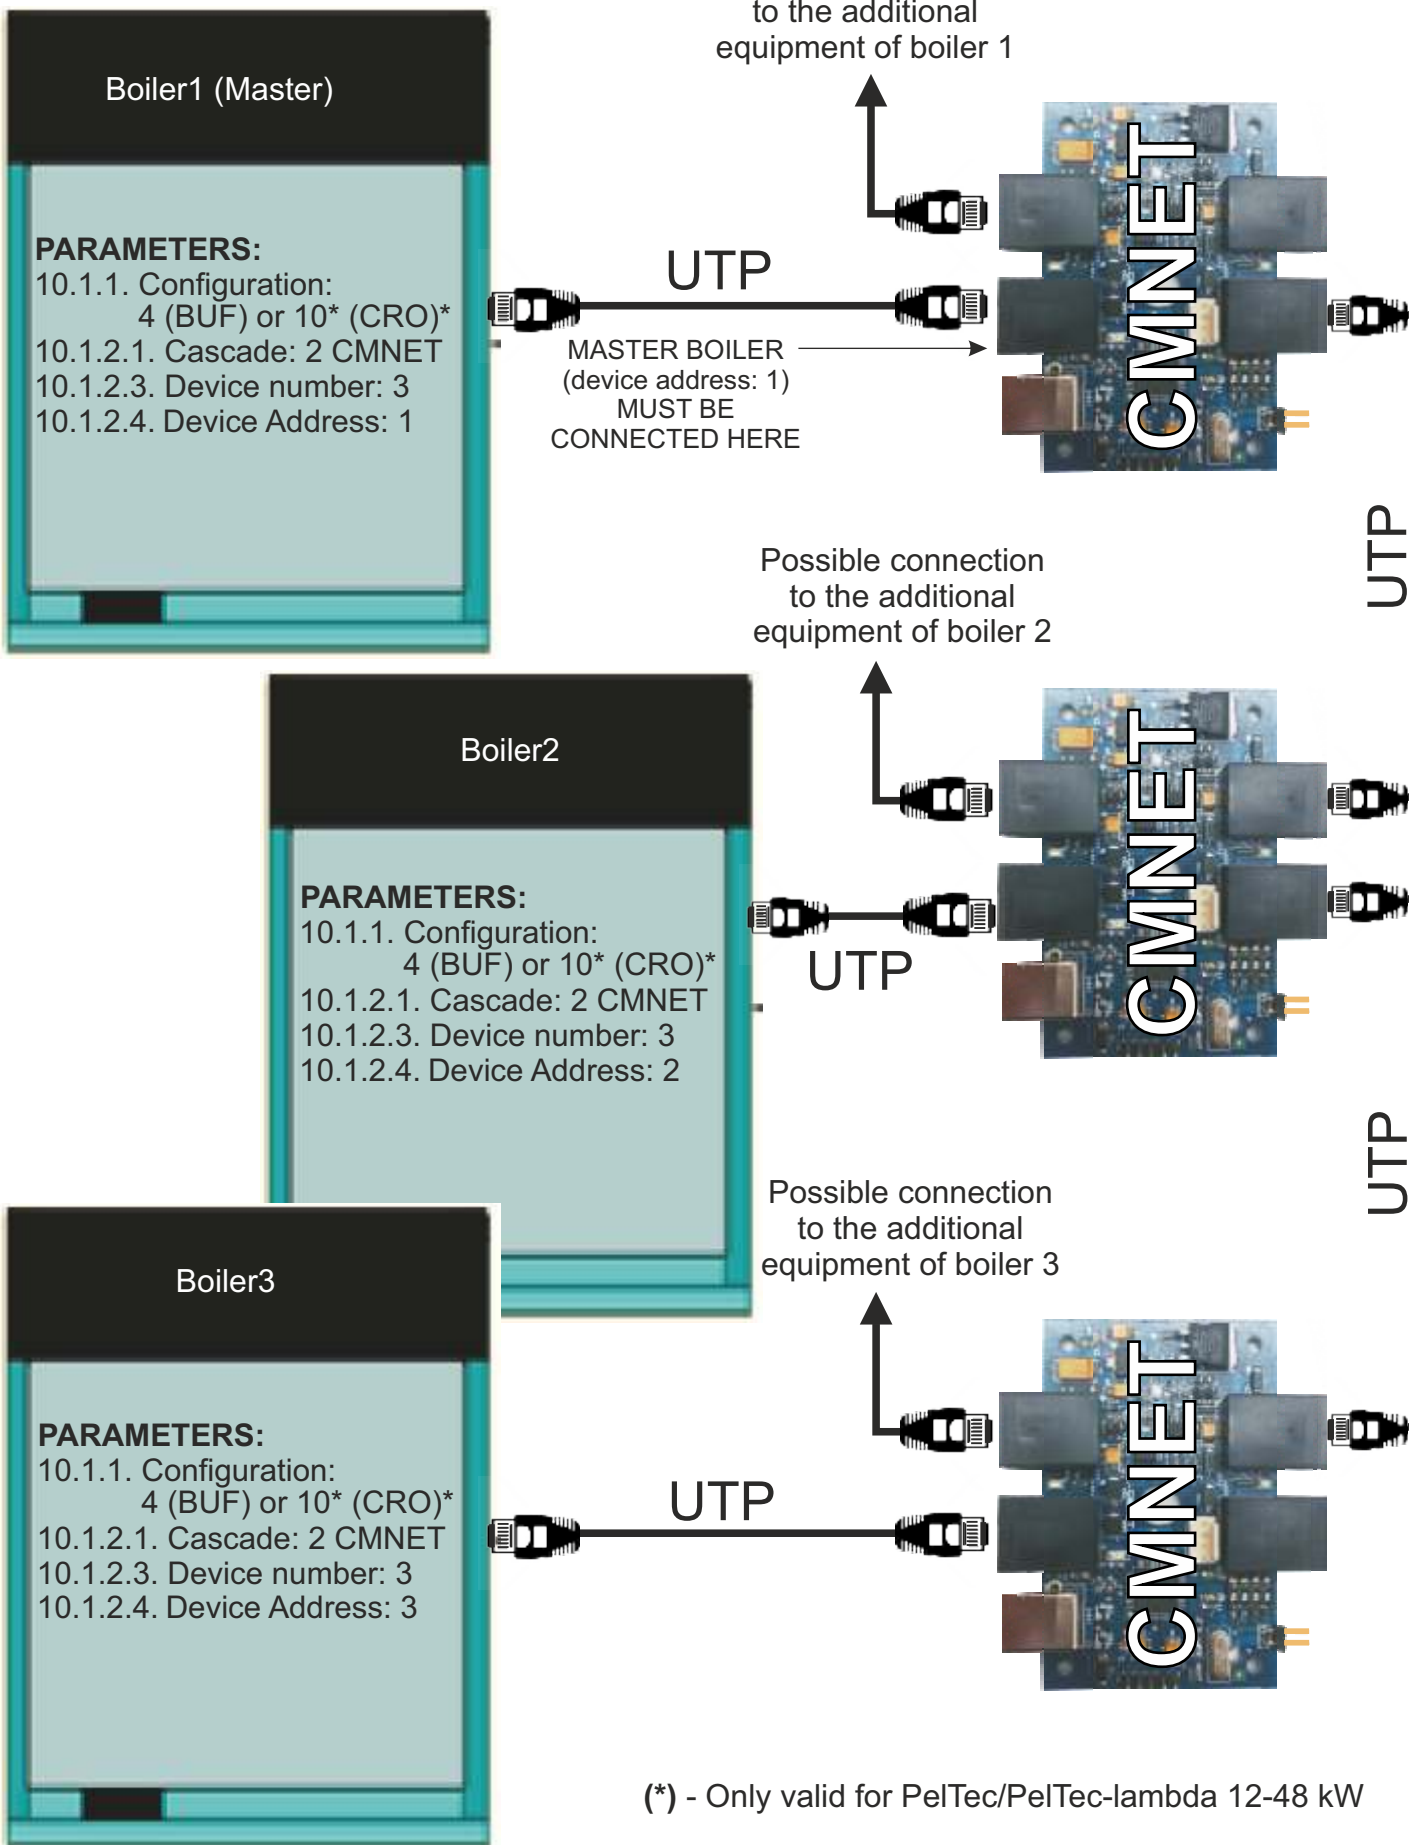 to the additional
equipment of boiler 1
Boiler1 (Master)
CMNET
PARAMETERS:
10.1.1. Configuration:
4 (BUF) or 10* (CRO)*
10.1.2.1. Cascade: 2 CMNET
10.1.2.3. Device number: 3
10.1.2.4. Device Address: 1
UTP
MASTER BOILER
(device address: 1)
MUST BE
CONNECTED HERE
UTP
Possible connection
to the additional
equipment of boiler 2
Boiler2
CMNET
PARAMETERS:
10.1.1. Configuration:
4 (BUF) or 10* (CRO)*
10.1.2.1. Cascade: 2 CMNET
10.1.2.3. Device number: 3
10.1.2.4. Device Address: 2
UTP
UTP
Possible connection
to the additional
equipment of boiler 3
Boiler3
CMNET
PARAMETERS:
10.1.1. Configuration:
4 (BUF) or 10* (CRO)*
10.1.2.1. Cascade: 2 CMNET
10.1.2.3. Device number: 3
10.1.2.4. Device Address: 3
UTP
(*) - Only valid for PelTec/PelTec-lambda 12-48 kW